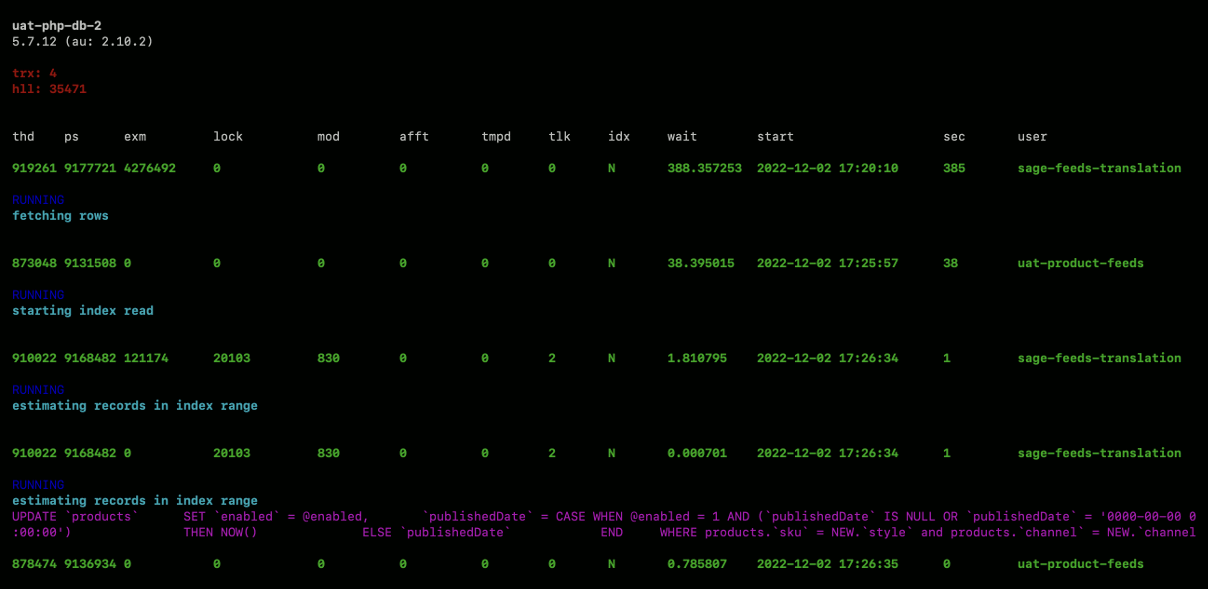 uat-php-db-2
5.7.12 (au: 2.10.2)
trx: 4
hll: 35471
thd ps exm lock mod afft tmpd tlk idx wait start sec user
919261 9177721 4276492 0 0 0 0 0 N 388.357253 2022-12-02 17:20:10 385 sage-feeds-translation
RUNNING
fetching rows
873048 9131508 0 0 0 0 0 0 N 38.395015 2022-12-02 17:25:57 38 uat-product-feeds
RUNNING
starting index read
910022 9168482 121174 20103 830 0 0 2 N 1.810795 2022-12-02 17:26:34 1 sage-feeds-translation
RUNNING
estimating records in index range
910022 9168482 0 20103 830 0 0 2 N 0.000701 2022-12-02 17:26:34 1 sage-feeds-translation
RUNNING
estimating records in index range
UPDATE `products` SET `enabled` = @enabled, `publishedDate` = CASE WHEN @enabled = 1 AND (`publishedDate` IS NULL OR `publishedDate` = '0000-00-00 0
:00:00') THEN NOW() ELSE `publishedDate` END WHERE products.`sku` = NEW.`style` and products.`channel` = NEW.`channel
878474 9136934 0 0 0 0 0 0 N 0.785807 2022-12-02 17:26:35 0 uat-product-feeds